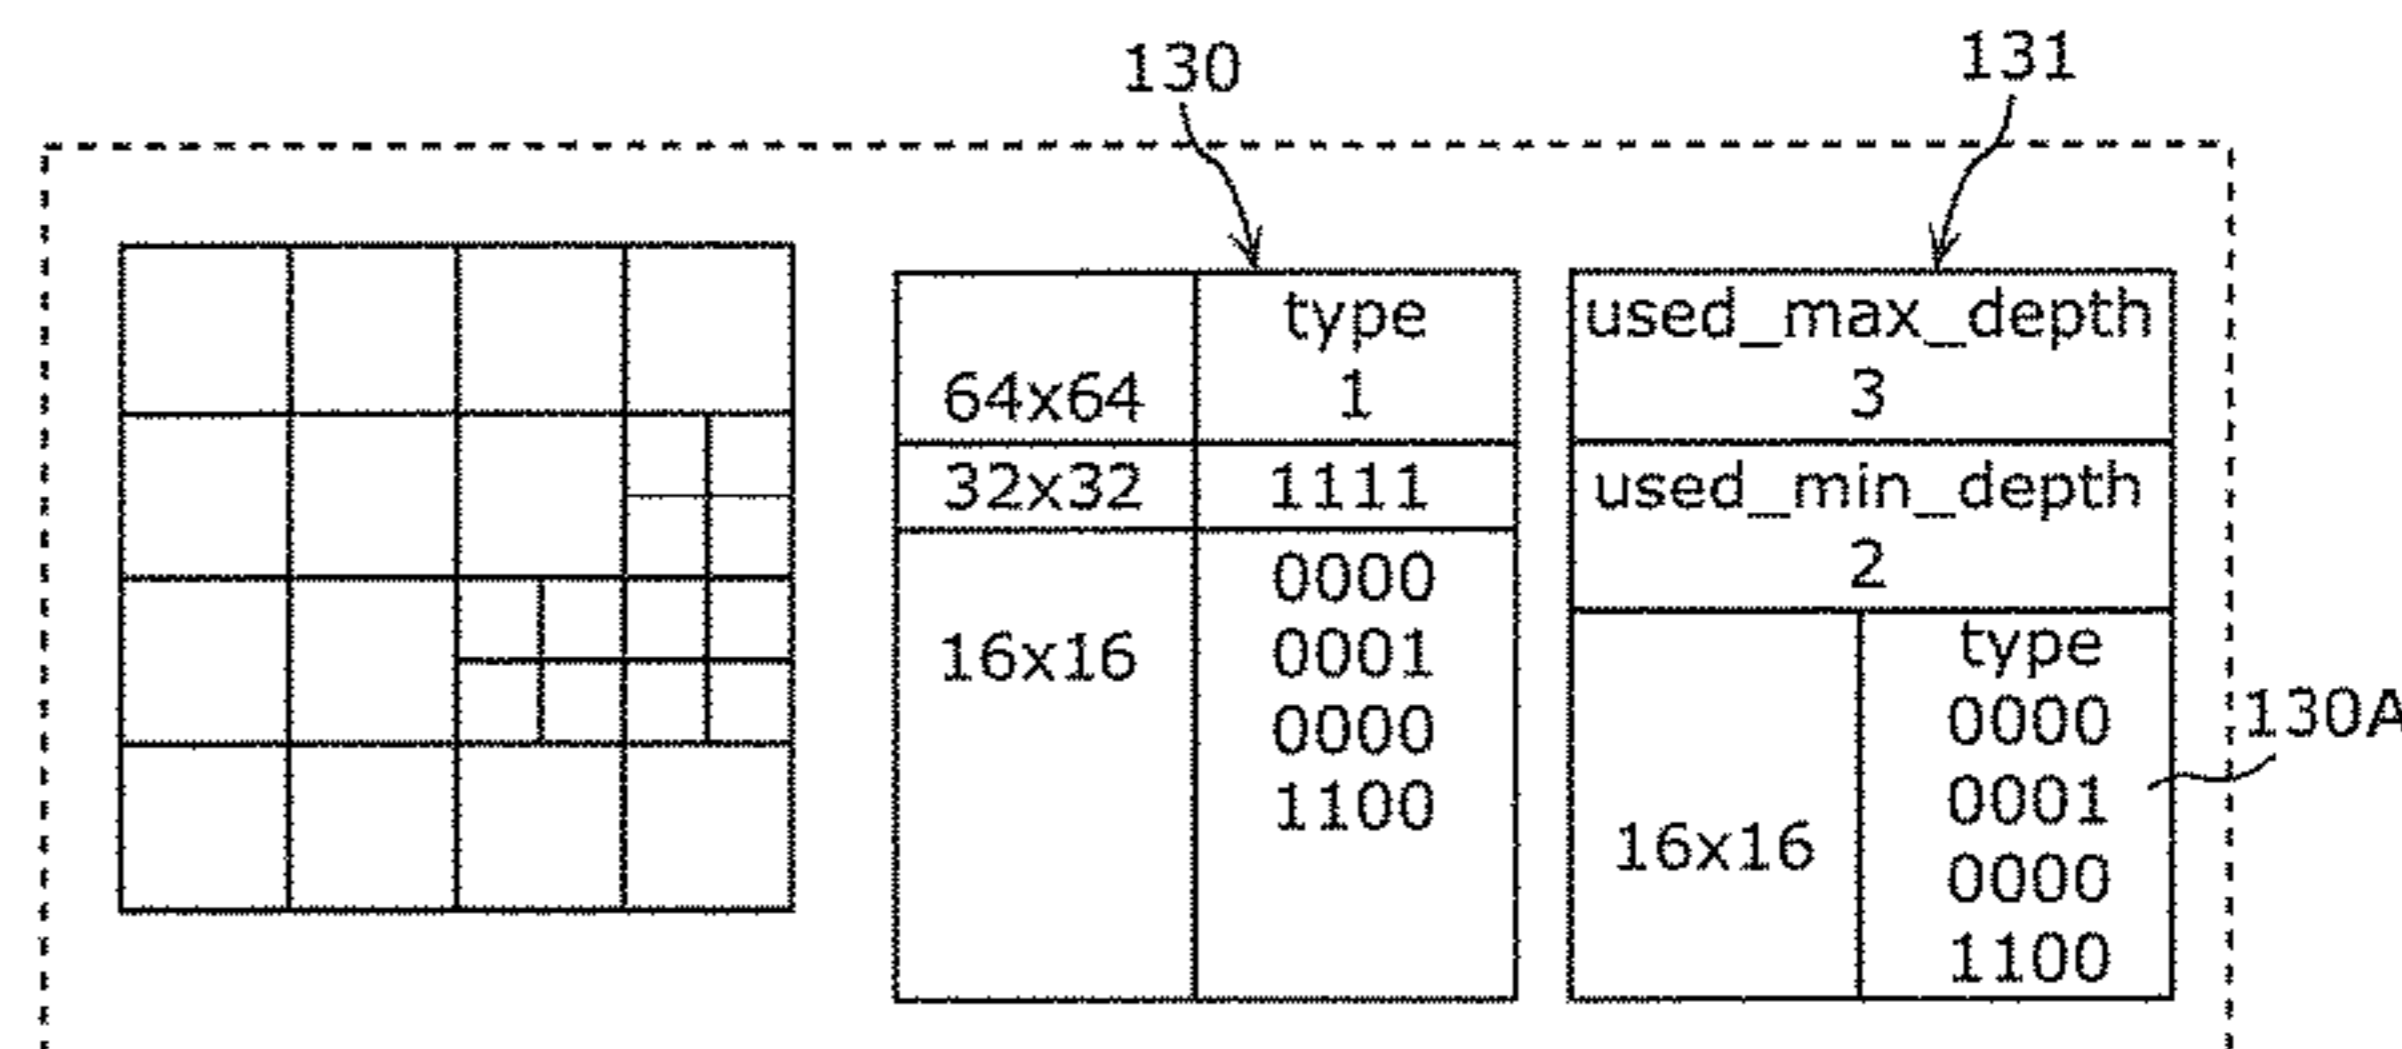 130
131
type
64x64 1
32x32 1111
16x16
0000
0001
0000
1100
used_max_depth
3
used_min_depth
2
type
16x16
0000
0001
0000
1100
130A